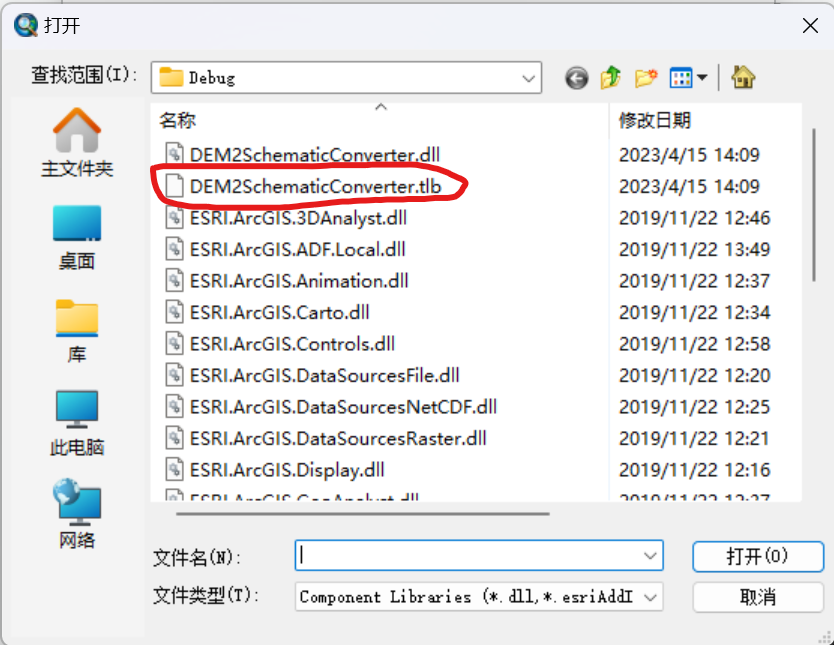 打开
查找范围(I):
Debug
名称
修改日期
DEM2SchematicConverter.dll
2023/4/15 14:09
DEM2SchematicConverter.tlb
2023/4/15 14:09
ESRI.ArcGIS.3DAnalyst.dll
2019/11/22 12:46
ESRI.ArcGIS.ADF.Local.dll
2019/11/22 13:49
ESRI.ArcGIS.Animation.dll
2019/11/22 12:37
ESRI.ArcGIS.Carto.dll
2019/11/22 12:34
ESRI.ArcGIS.Controls.dll
2019/11/22 12:58
ESRI.ArcGIS.DataSourcesFile.dll
2019/11/22 12:20
ESRI.ArcGIS.DataSourcesNetCDF.dll
2019/11/22 12:25
ESRI.ArcGIS.DataSourcesRaster.dll
2019/11/22 12:21
ESRI.ArcGIS.Display.dll
2019/11/22 12:16
主文件夹
桌面
库
此电脑
网络
文件名(N):
打开(O)
文件类型(T):
Component Libraries (*.dll,*.esriAddI
取消